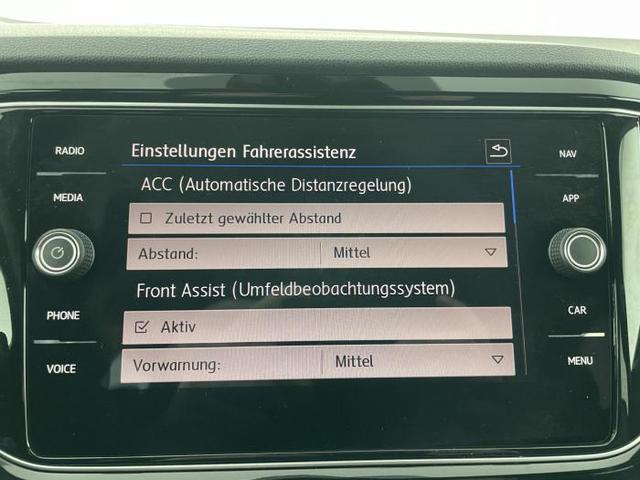 RADIO
MEDIA
PHONE
VOICE
Einstellungen Fahrerassistenz
ACC (Automatische Distanzregelung)
Zuletzt gewählter Abstand
Abstand: Mittel
Front Assist (Umfeldbeobachtungssystem)
Aktiv
Vorwarnung: Mittel
NAV
APP
CAR
MENU